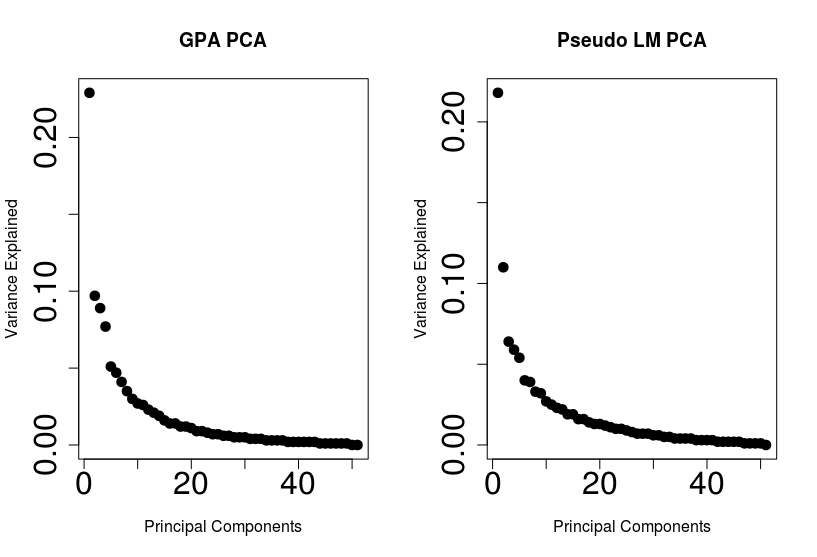 GPA PCA
Variance Explained
0.00 0.10 0.20
0 20 40
Principal Components
Pseudo LM PCA
Variance Explained
0.00 0.10 0.20
0 20 40
Principal Components